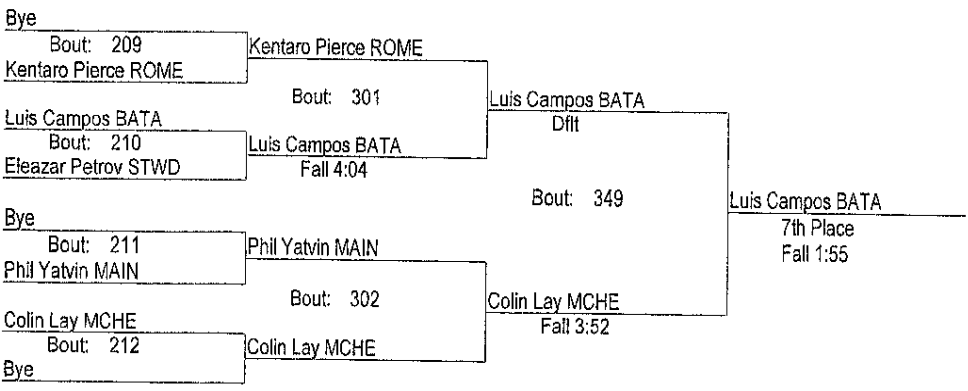 Bye
Bout: 209
Kentaro Pierce ROME
Kentaro Pierce ROME
Bout: 301
Luis Campos BATA
Bout: 210
Eleazar Petrov STWD
Luis Campos BATA
Fall 4:04
Luis Campos BATA
Dflt
Bout: 349
Luis Campos BATA
7th Place
Fall 1:55
Bye
Bout: 211
Phil Yatvin MAIN
Phil Yatvin MAIN
Bout: 302
Colin Lay MCHE
Fall 3:52
Colin Lay MCHE
Bout: 212
Bye
Colin Lay MCHE